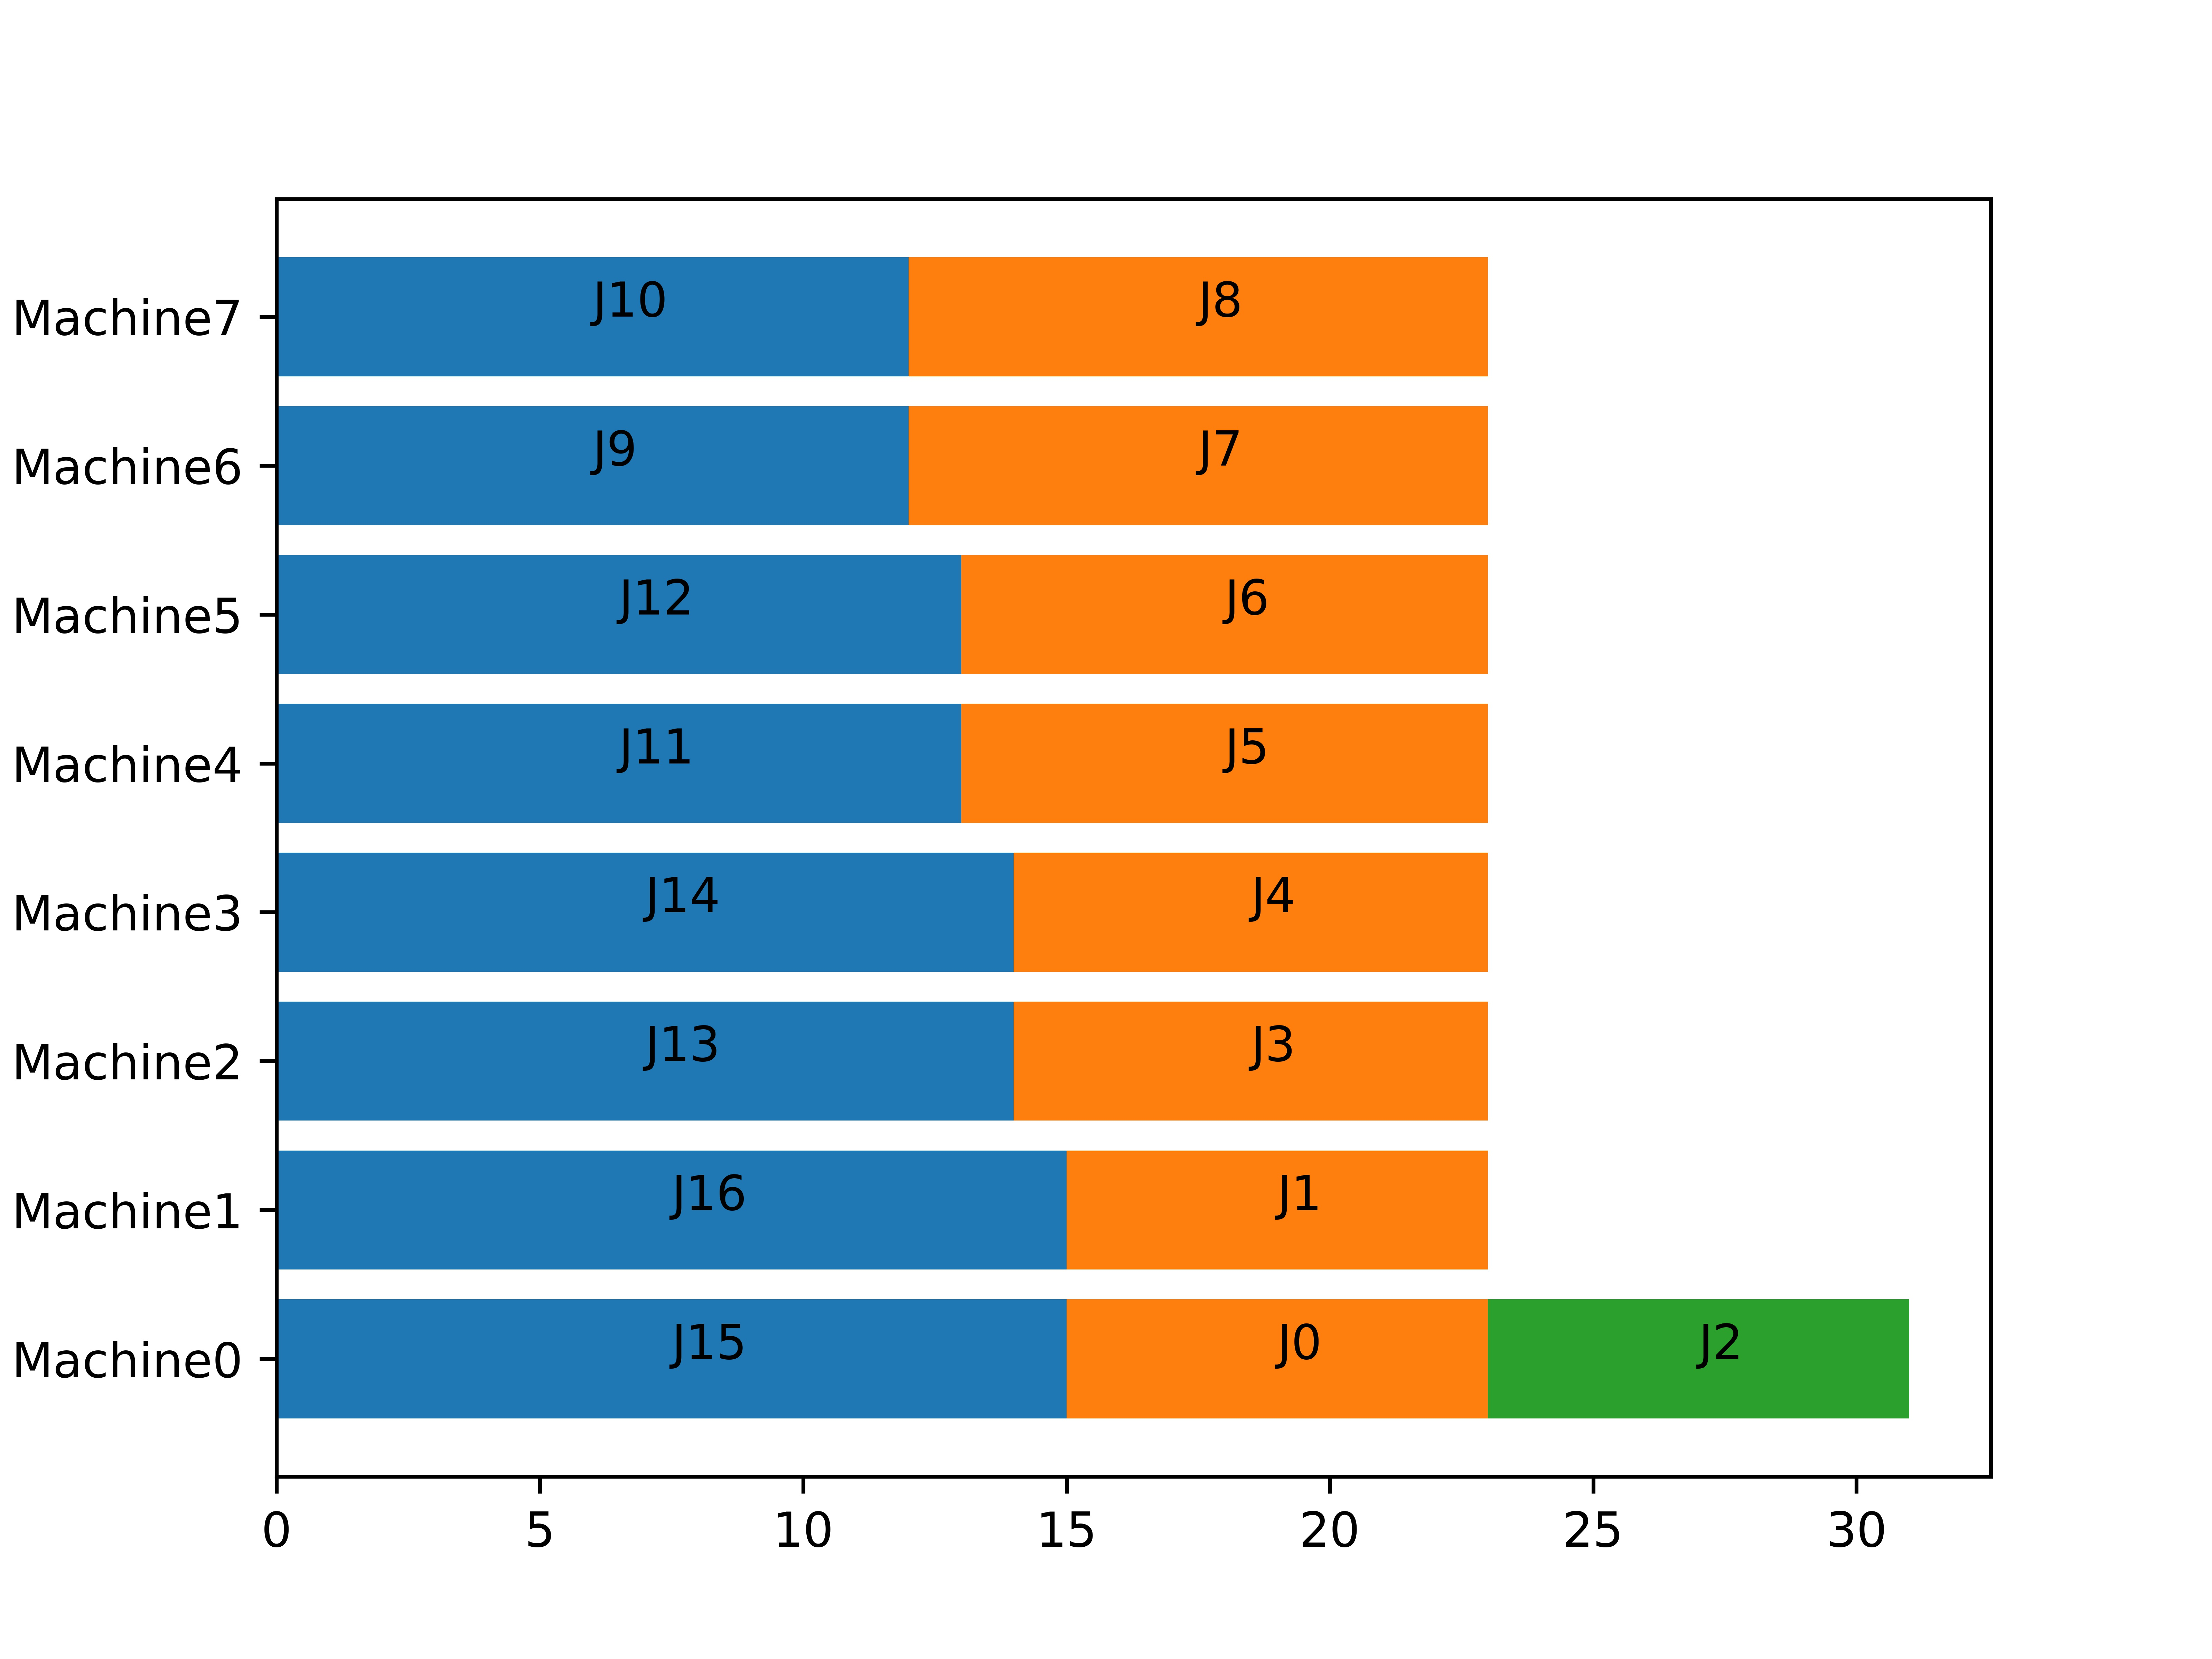 Machine7 J10 J8
Machine6 J9 J7
Machine5 J12 J6
Machine4 J11 J5
Machine3 J14 J4
Machine2 J13 J3
Machine1 J16 J1
Machine0 J15 J0 J2
0 5 10 15 20 25 30